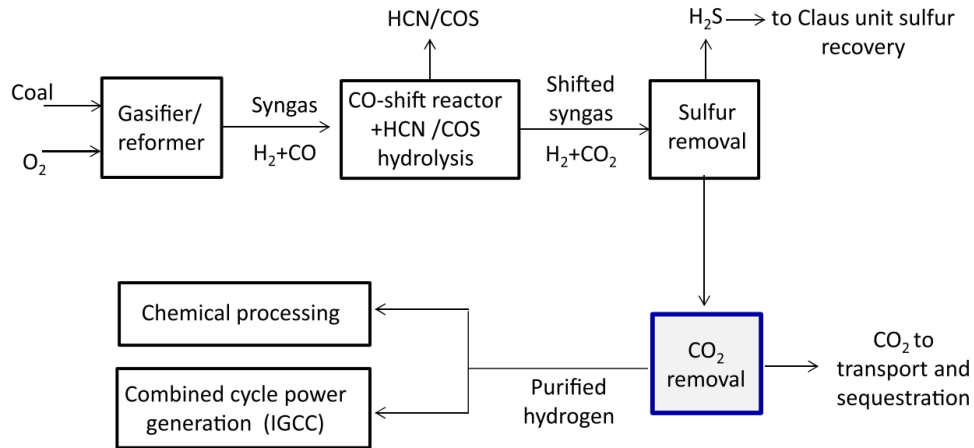 HCN/COS
H₂S
to Claus unit sulfur
recovery
Coal
O₂
Gasifier/
reformer
Syngas
H₂+CO
CO-shift reactor
+HCN /COS
hydrolysis
Shifted
syngas
H₂+CO₂
Sulfur
removal
Chemical processing
Combined cycle power
generation (IGCC)
Purified
hydrogen
CO₂
removal
CO₂ to
transport and
sequestration